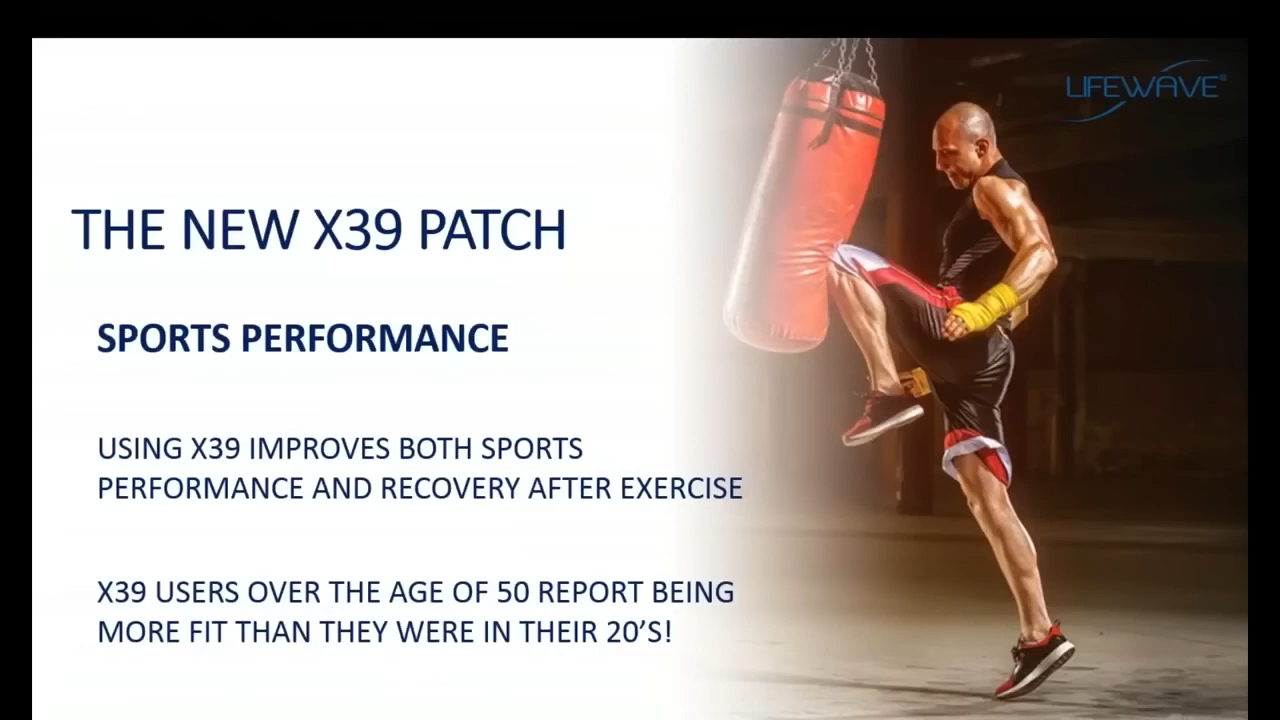 LIFEWAVE®
THE NEW X39 PATCH
SPORTS PERFORMANCE
USING X39 IMPROVES BOTH SPORTS
PERFORMANCE AND RECOVERY AFTER EXERCISE
X39 USERS OVER THE AGE OF 50 REPORT BEING
MORE FIT THAN THEY WERE IN THEIR 20'S!